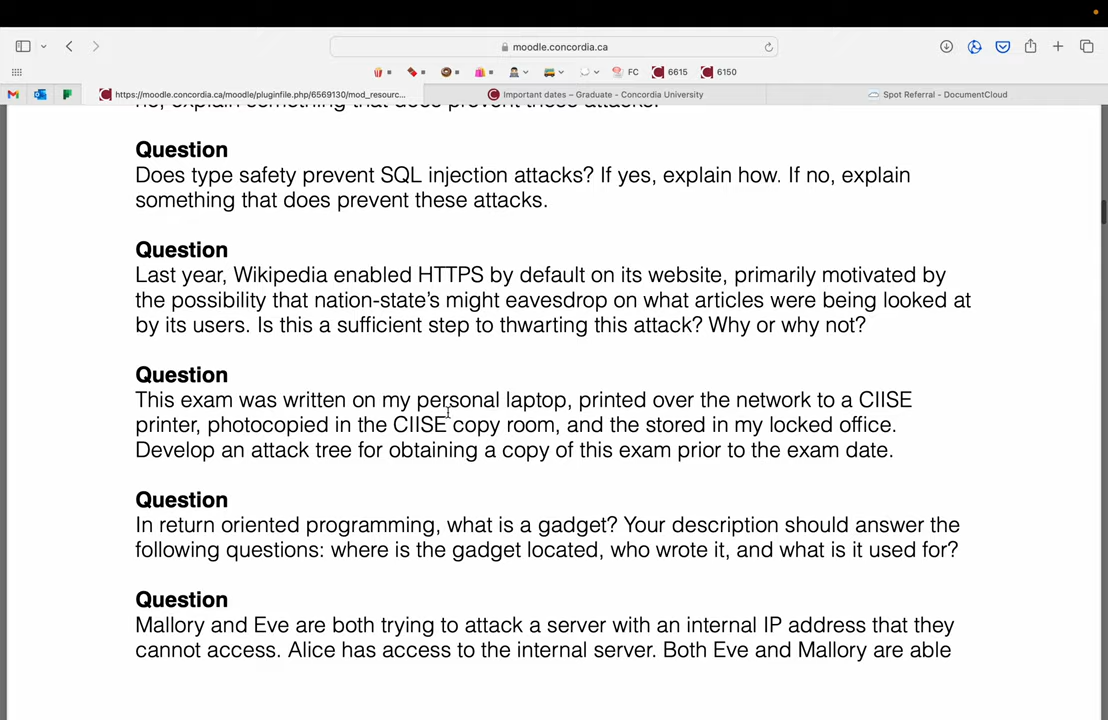 moodle.concordia.ca
FC
6615
6150
https://moodle.concordia.ca/moodle/pluginfile.php/6569130/mod_resourc...
Important dates – Graduate - Concordia University
Spot Referral - DocumentCloud
no, explain something that does prevent these attacks.
Question
Does type safety prevent SQL injection attacks? If yes, explain how. If no, explain
something that does prevent these attacks.
Question
Last year, Wikipedia enabled HTTPS by default on its website, primarily motivated by
the possibility that nation-state's might eavesdrop on what articles were being looked at
by its users. Is this a sufficient step to thwarting this attack? Why or why not?
Question
This exam was written on my personal laptop, printed over the network to a CIISE
printer, photocopied in the CIISE copy room, and the stored in my locked office.
Develop an attack tree for obtaining a copy of this exam prior to the exam date.
Question
In return oriented programming, what is a gadget? Your description should answer the
following questions: where is the gadget located, who wrote it, and what is it used for?
Question
Mallory and Eve are both trying to attack a server with an internal IP address that they
cannot access. Alice has access to the internal server. Both Eve and Mallory are able